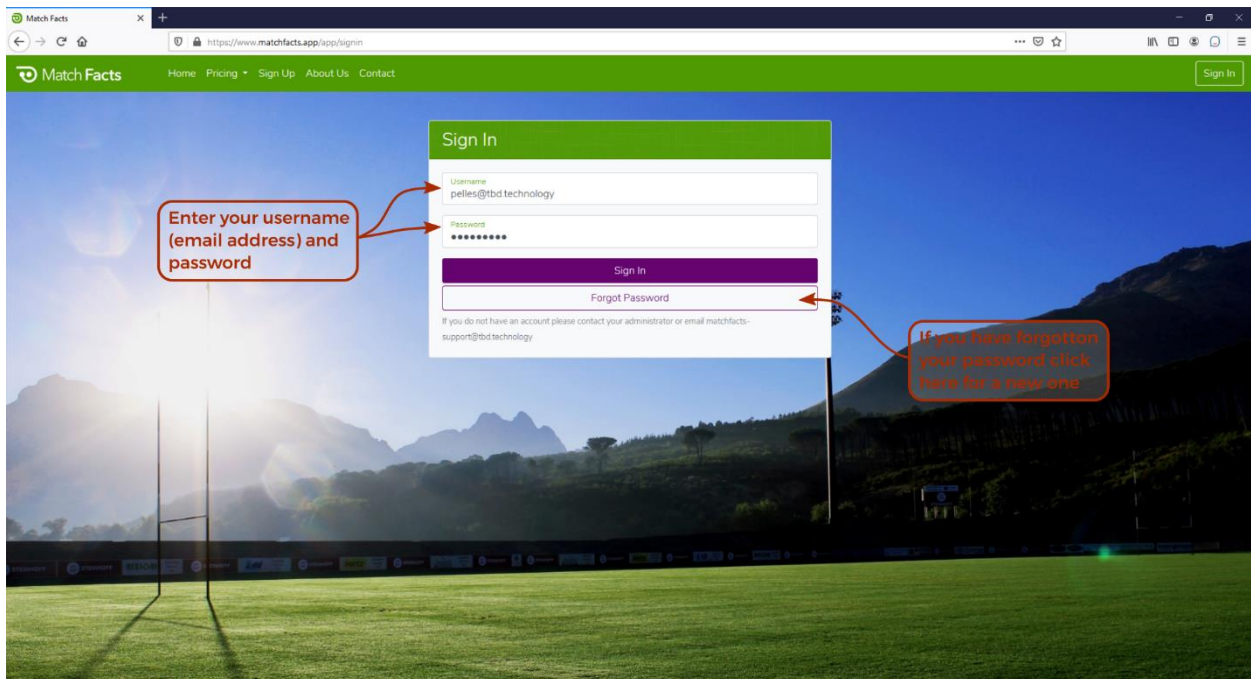 Match Facts
https://www.matchfacts.app/app/signin
Match Facts
Home Pricing Sign Up About Us Contact
Sign In
Sign In
Username
pelles@tbd.technology
Password
Sign In
Forgot Password
If you do not have an account please contact your administrator or email matchfacts-
support@tbd.technology
Enter your username
(email address) and
password
If you have forgotton
your password click
here for a new one